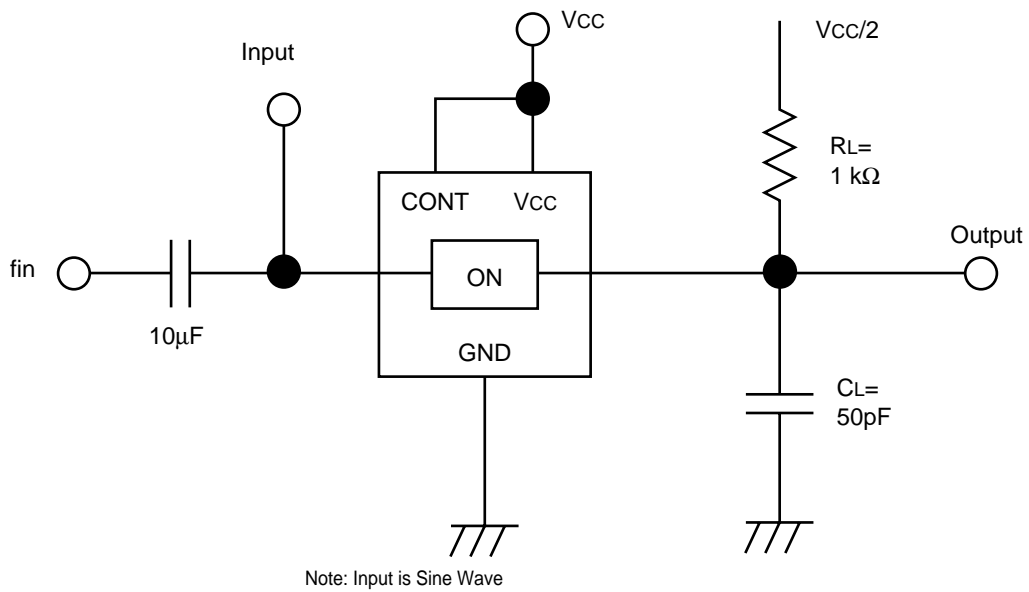 VCC
VCC/2
Input
RL=
1 kΩ
CONT
VCC
Output
fin
ON
10µF
GND
CL=
50pF
Note: Input is Sine Wave